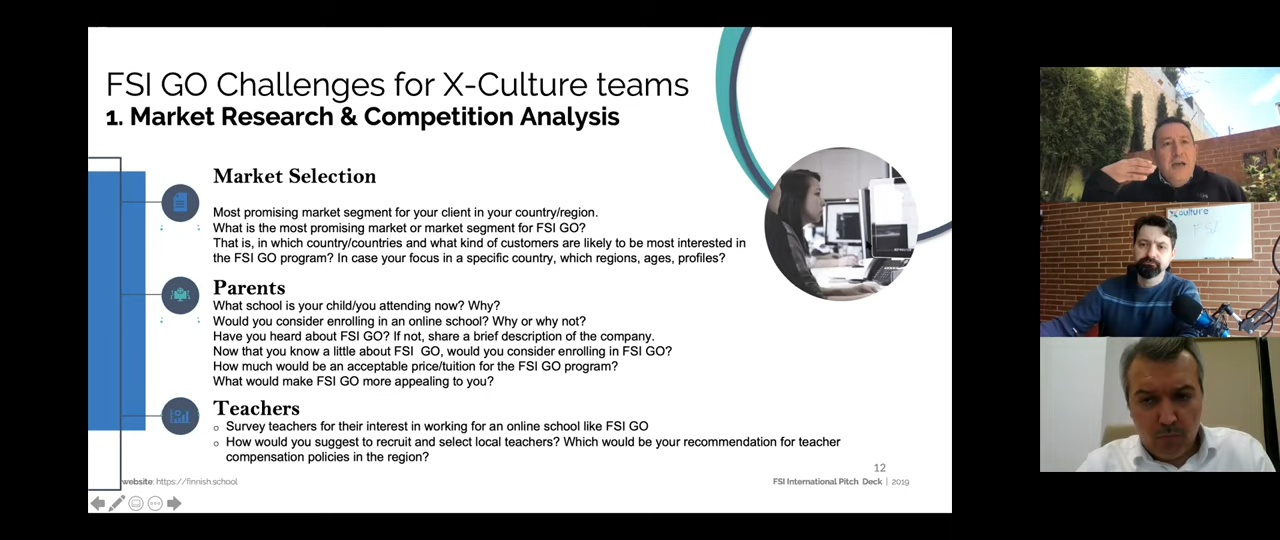 FSI GO Challenges for X-Culture teams
1. Market Research & Competition Analysis
Market Selection
Most promising market segment for your client in your country/region.
What is the most promising market or market segment for FSI GO?
That is, in which country/countries and what kind of customers are likely to be most interested in
the FSI GO program? In case your focus in a specific country, which regions, ages, profiles?
Parents
What school is your child/you attending now? Why?
Would you consider enrolling in an online school? Why or why not?
Have you heard about FSI GO? If not, share a brief description of the company.
Now that you know a little about FSI GO, would you consider enrolling in FSI GO?
How much would be an acceptable price/tuition for the FSI GO program?
What would make FSI GO more appealing to you?
Teachers
Survey teachers for their interest in working for an online school like FSI GO
How would you suggest to recruit and select local teachers? Which would be your recommendation for teacher
compensation policies in the region?
12
website: https://finnish.school
FSI International Pitch Deck | 2019
Xculture
FSI